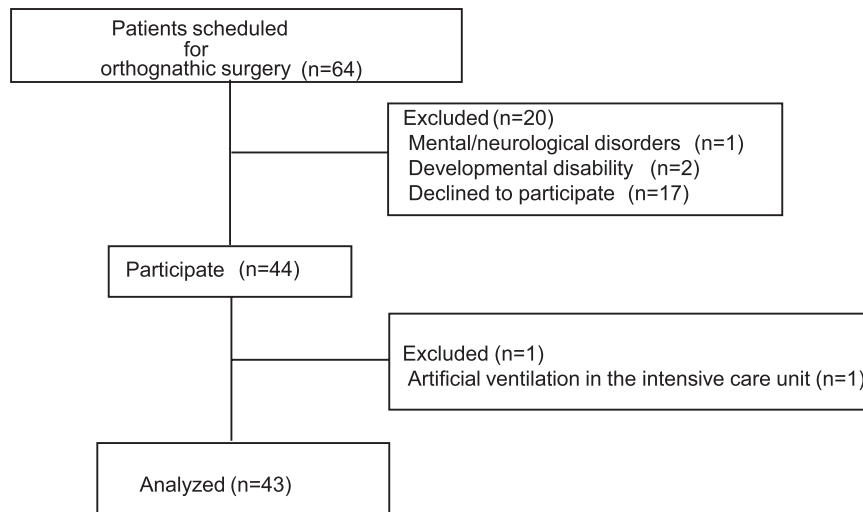 Patients scheduled
for
orthognathic surgery (n=64)
Excluded (n=20)
Mental/neurological disorders (n=1)
Developmental disability (n=2)
Declined to participate (n=17)
Participate (n=44)
Excluded (n=1)
Artificial ventilation in the intensive care unit (n=1)
Analyzed (n=43)